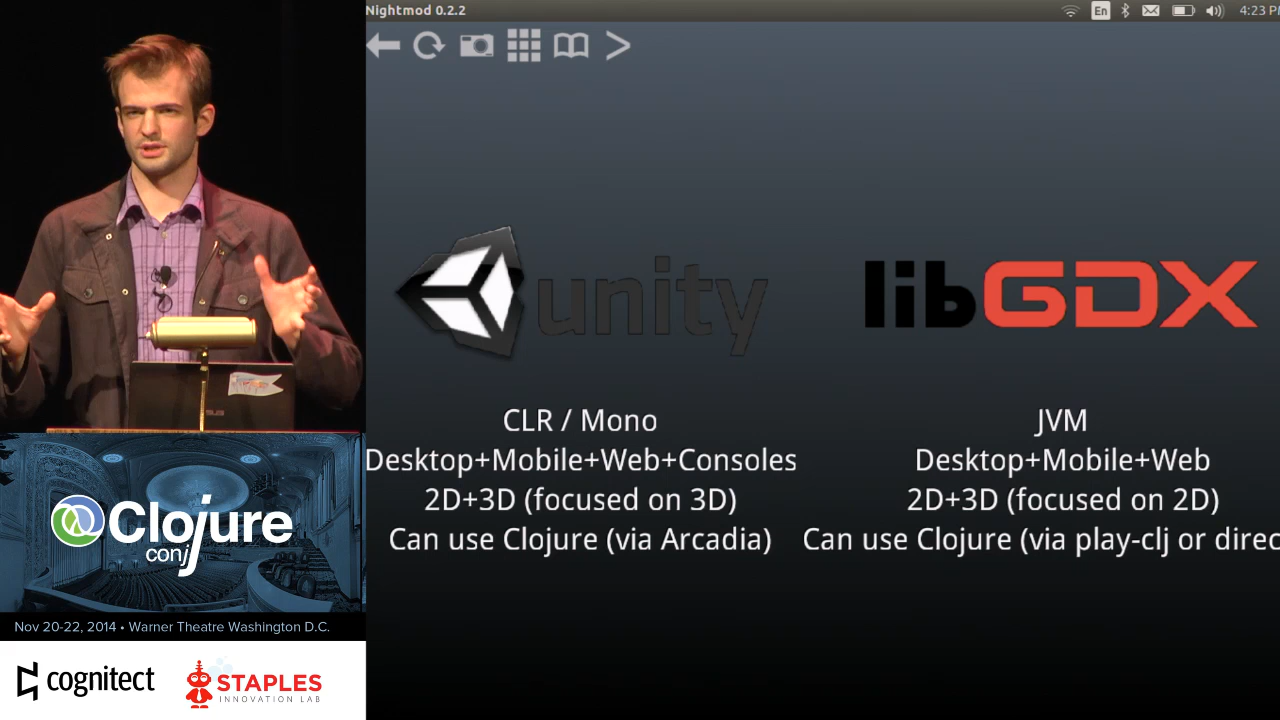 Nightmod 0.2.2
En
4:23 P
unity
libGDX
CLR / Mono
Desktop+Mobile+Web+Consoles
2D+3D (focused on 3D)
Can use Clojure (via Arcadia)
JVM
Desktop+Mobile+Web
2D+3D (focused on 2D)
Can use Clojure (via play-clj or direc
ASUS
Clojure
conj
Nov 20-22, 2014 • Warner Theatre Washington D.C.
cognitect
STAPLES
INNOVATION LAB